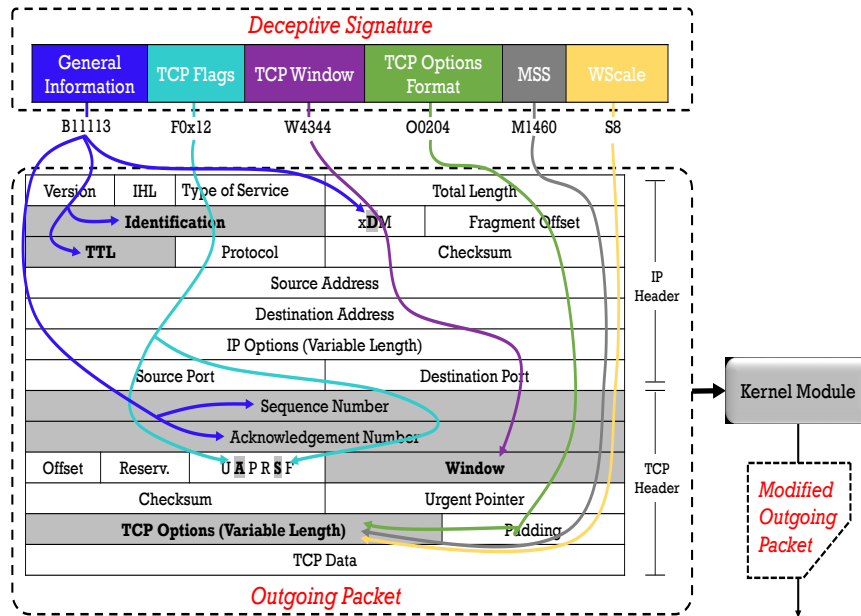 Deceptive Signature
General Information TCP Flags TCP Window TCP Options Format MSS WScale
B11113 F0x12 W4344 O0204 M1460 S8
Version IHL Type of Service Total Length
Identification xDM Fragment Offset
TTL Protocol Checksum
Source Address
Destination Address
IP Options (Variable Length)
Source Port Destination Port
Sequence Number
Acknowledgement Number
Offset Reserv. U A P R S F Window
Checksum Urgent Pointer
TCP Options (Variable Length) Padding
TCP Data
Outgoing Packet
IP
Header
TCP
Header
Kernel Module
Modified
Outgoing
Packet